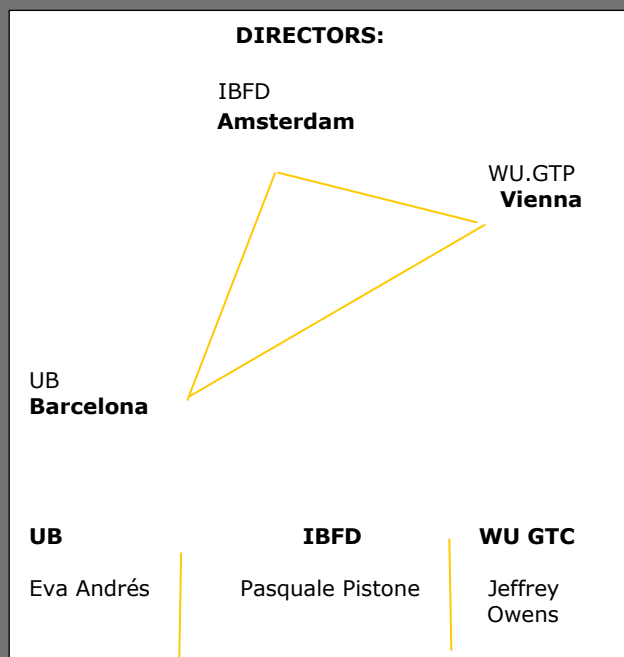 DIRECTORS:
IBFD
Amsterdam
WU.GTP
Vienna
UB
Barcelona
UB
IBFD
WU GTC
Eva Andrés
Pasquale Pistone
Jeffrey
Owens